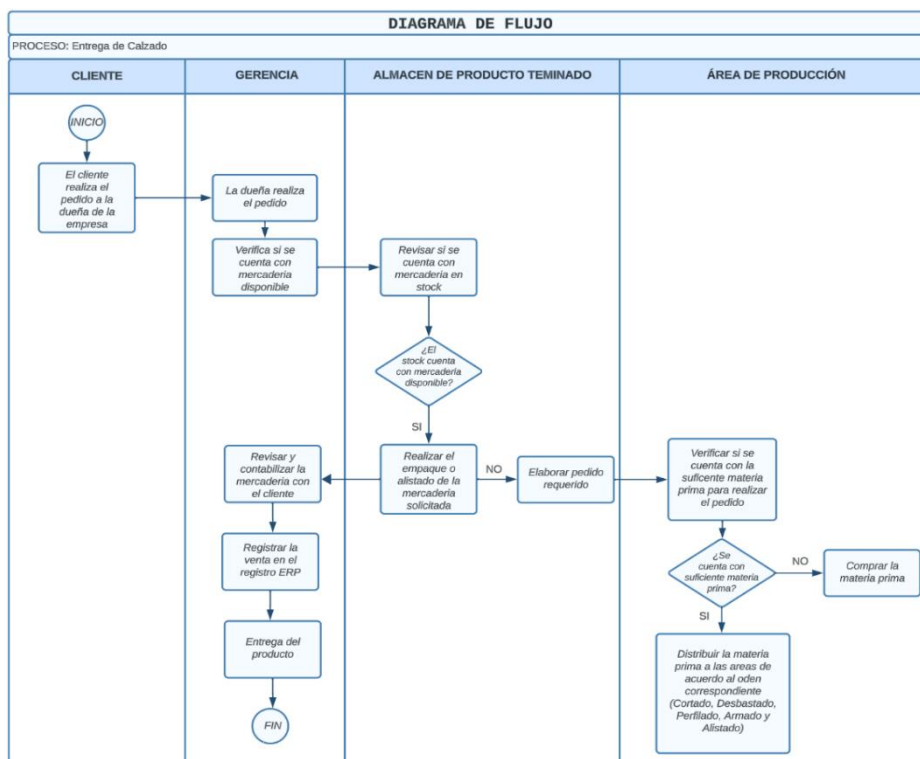 DIAGRAMA DE FLUJO
PROCESO: Entrega de Calzado
CLIENTE
GERENCIA
ALMACEN DE PRODUCTO TEMINADO
ÁREA DE PRODUCCIÓN
INICIO
El cliente
realiza el
pedido a la
dueña de la
empresa
La dueña realiza
el pedido
Verifica si se
cuenta con
mercadería
disponible
Revisar si se
cuenta con
mercaderia en
stock
¿El
stock cuenta
con mercadería
disponible?
SI
Realizar el
empaque o
alistado de la
mercadería
solicitada
NO
Elaborar pedido
requerido
Revisar y
contabilizar la
mercaderia con
el cliente
Registrar la
venta en el
registro ERP
Entrega del
producto
FIN
Verificar si se
cuenta con la
suficente materia
prima para realizar
el pedido
¿Se
cuenta con
suficiente materia
prima?
NO
Comprar la
materia prima
SI
Distribuir la materia
prima a las areas de
acuerdo al oden
correspondiente
(Cortado, Desbastado,
Perfilado, Armado y
Alistado)